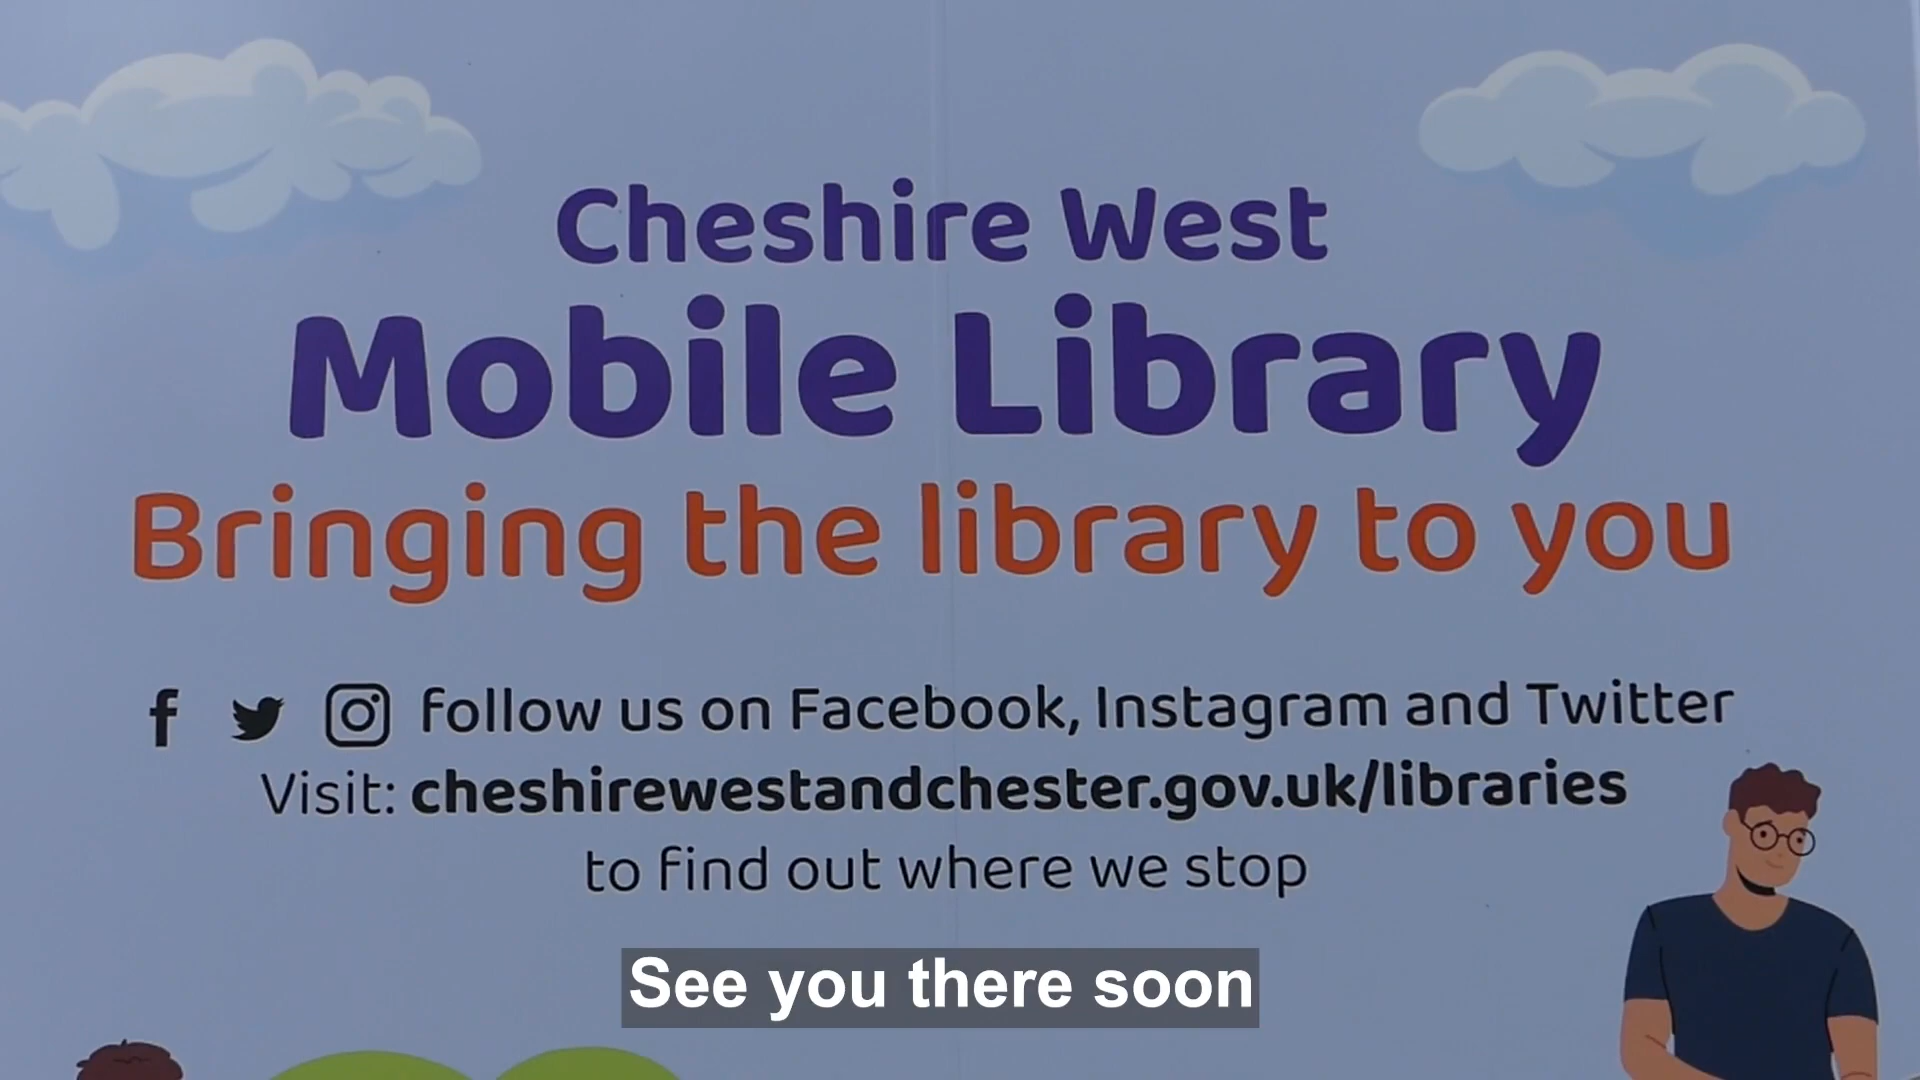 Cheshire West
Mobile Library
Bringing the library to you
follow us on Facebook, Instagram and Twitter
Visit: cheshirewestandchester.gov.uk/libraries
to find out where we stop
See you there soon